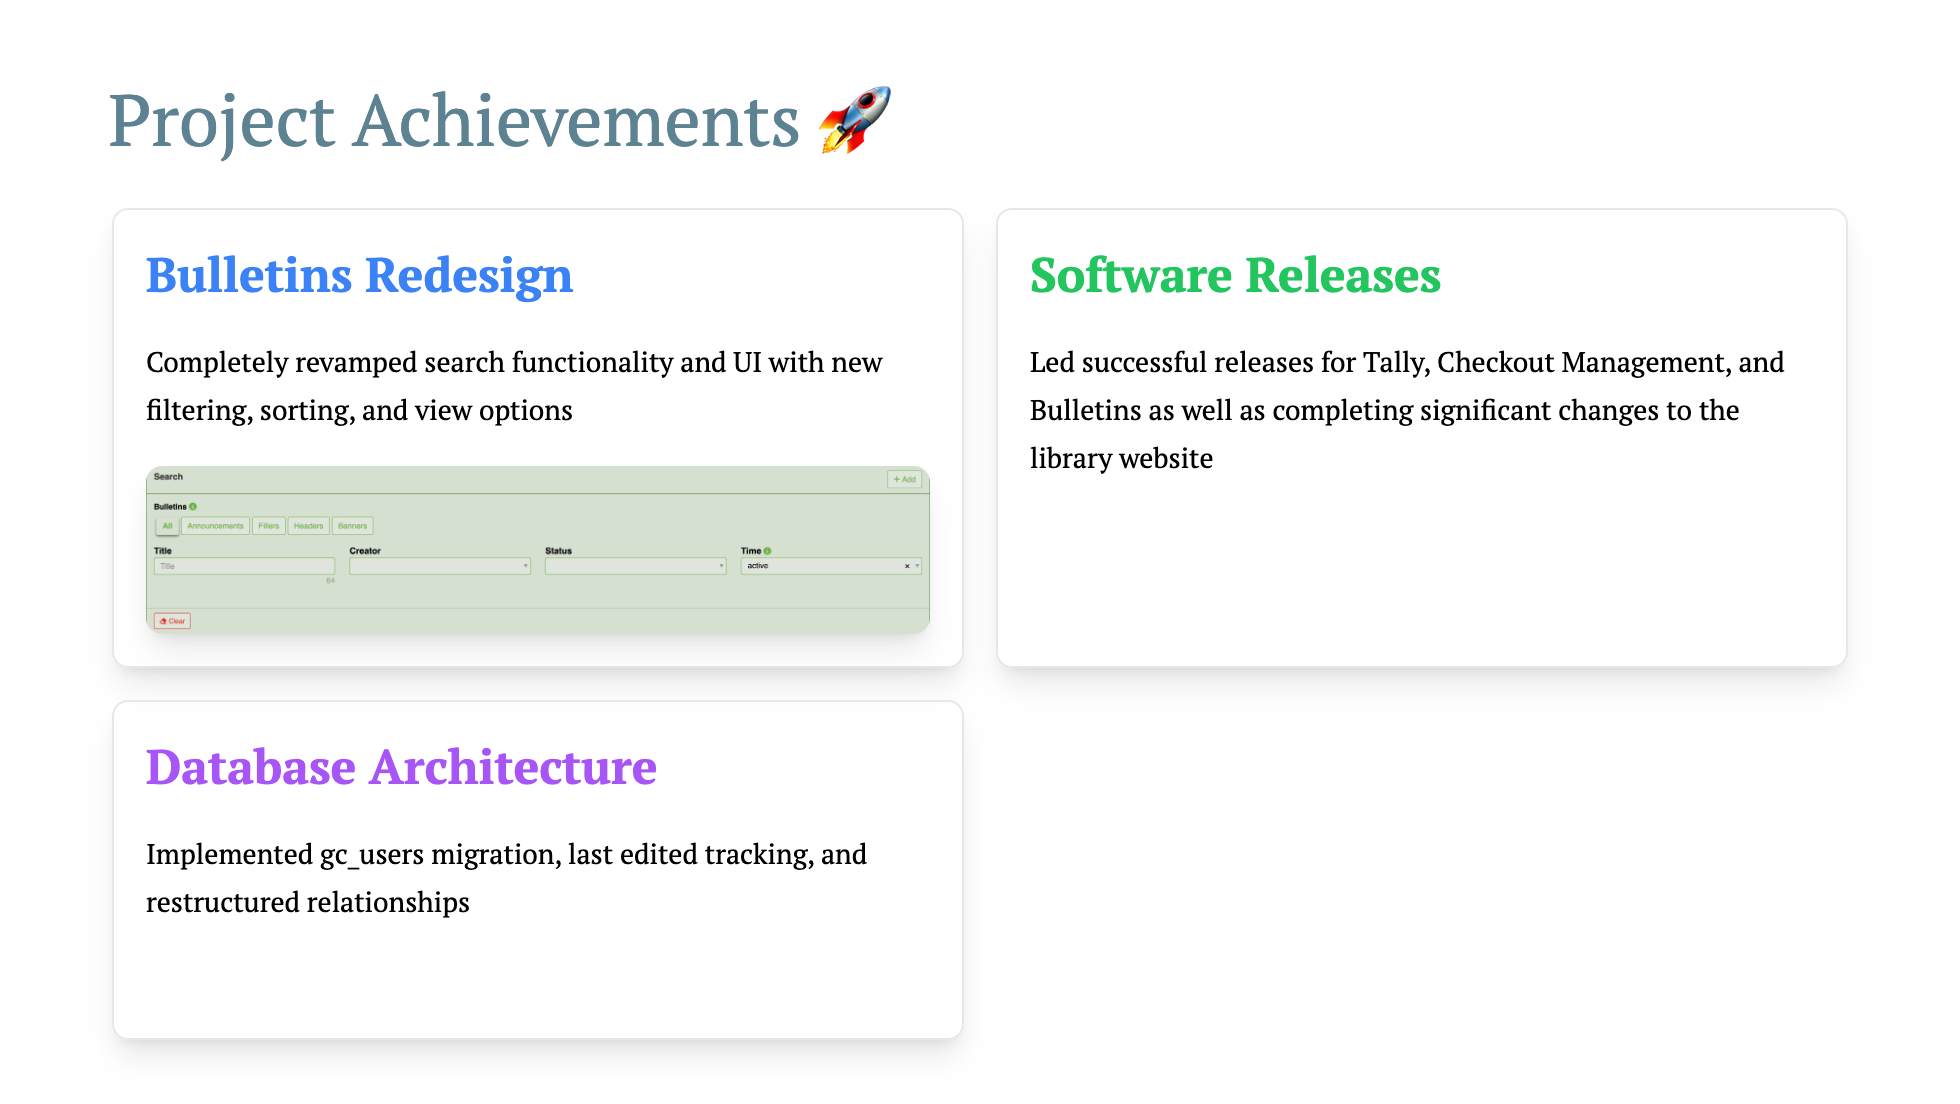 Project Achievements 🚀
Bulletins Redesign
Completely revamped search functionality and UI with new
filtering, sorting, and view options
Search
+ Add
Bulletins
All Announcements Fillers Headers Banners
Title Creator Status Time
Title active × 
64
Clear
Software Releases
Led successful releases for Tally, Checkout Management, and
Bulletins as well as completing significant changes to the
library website
Database Architecture
Implemented gc_users migration, last edited tracking, and
restructured relationships